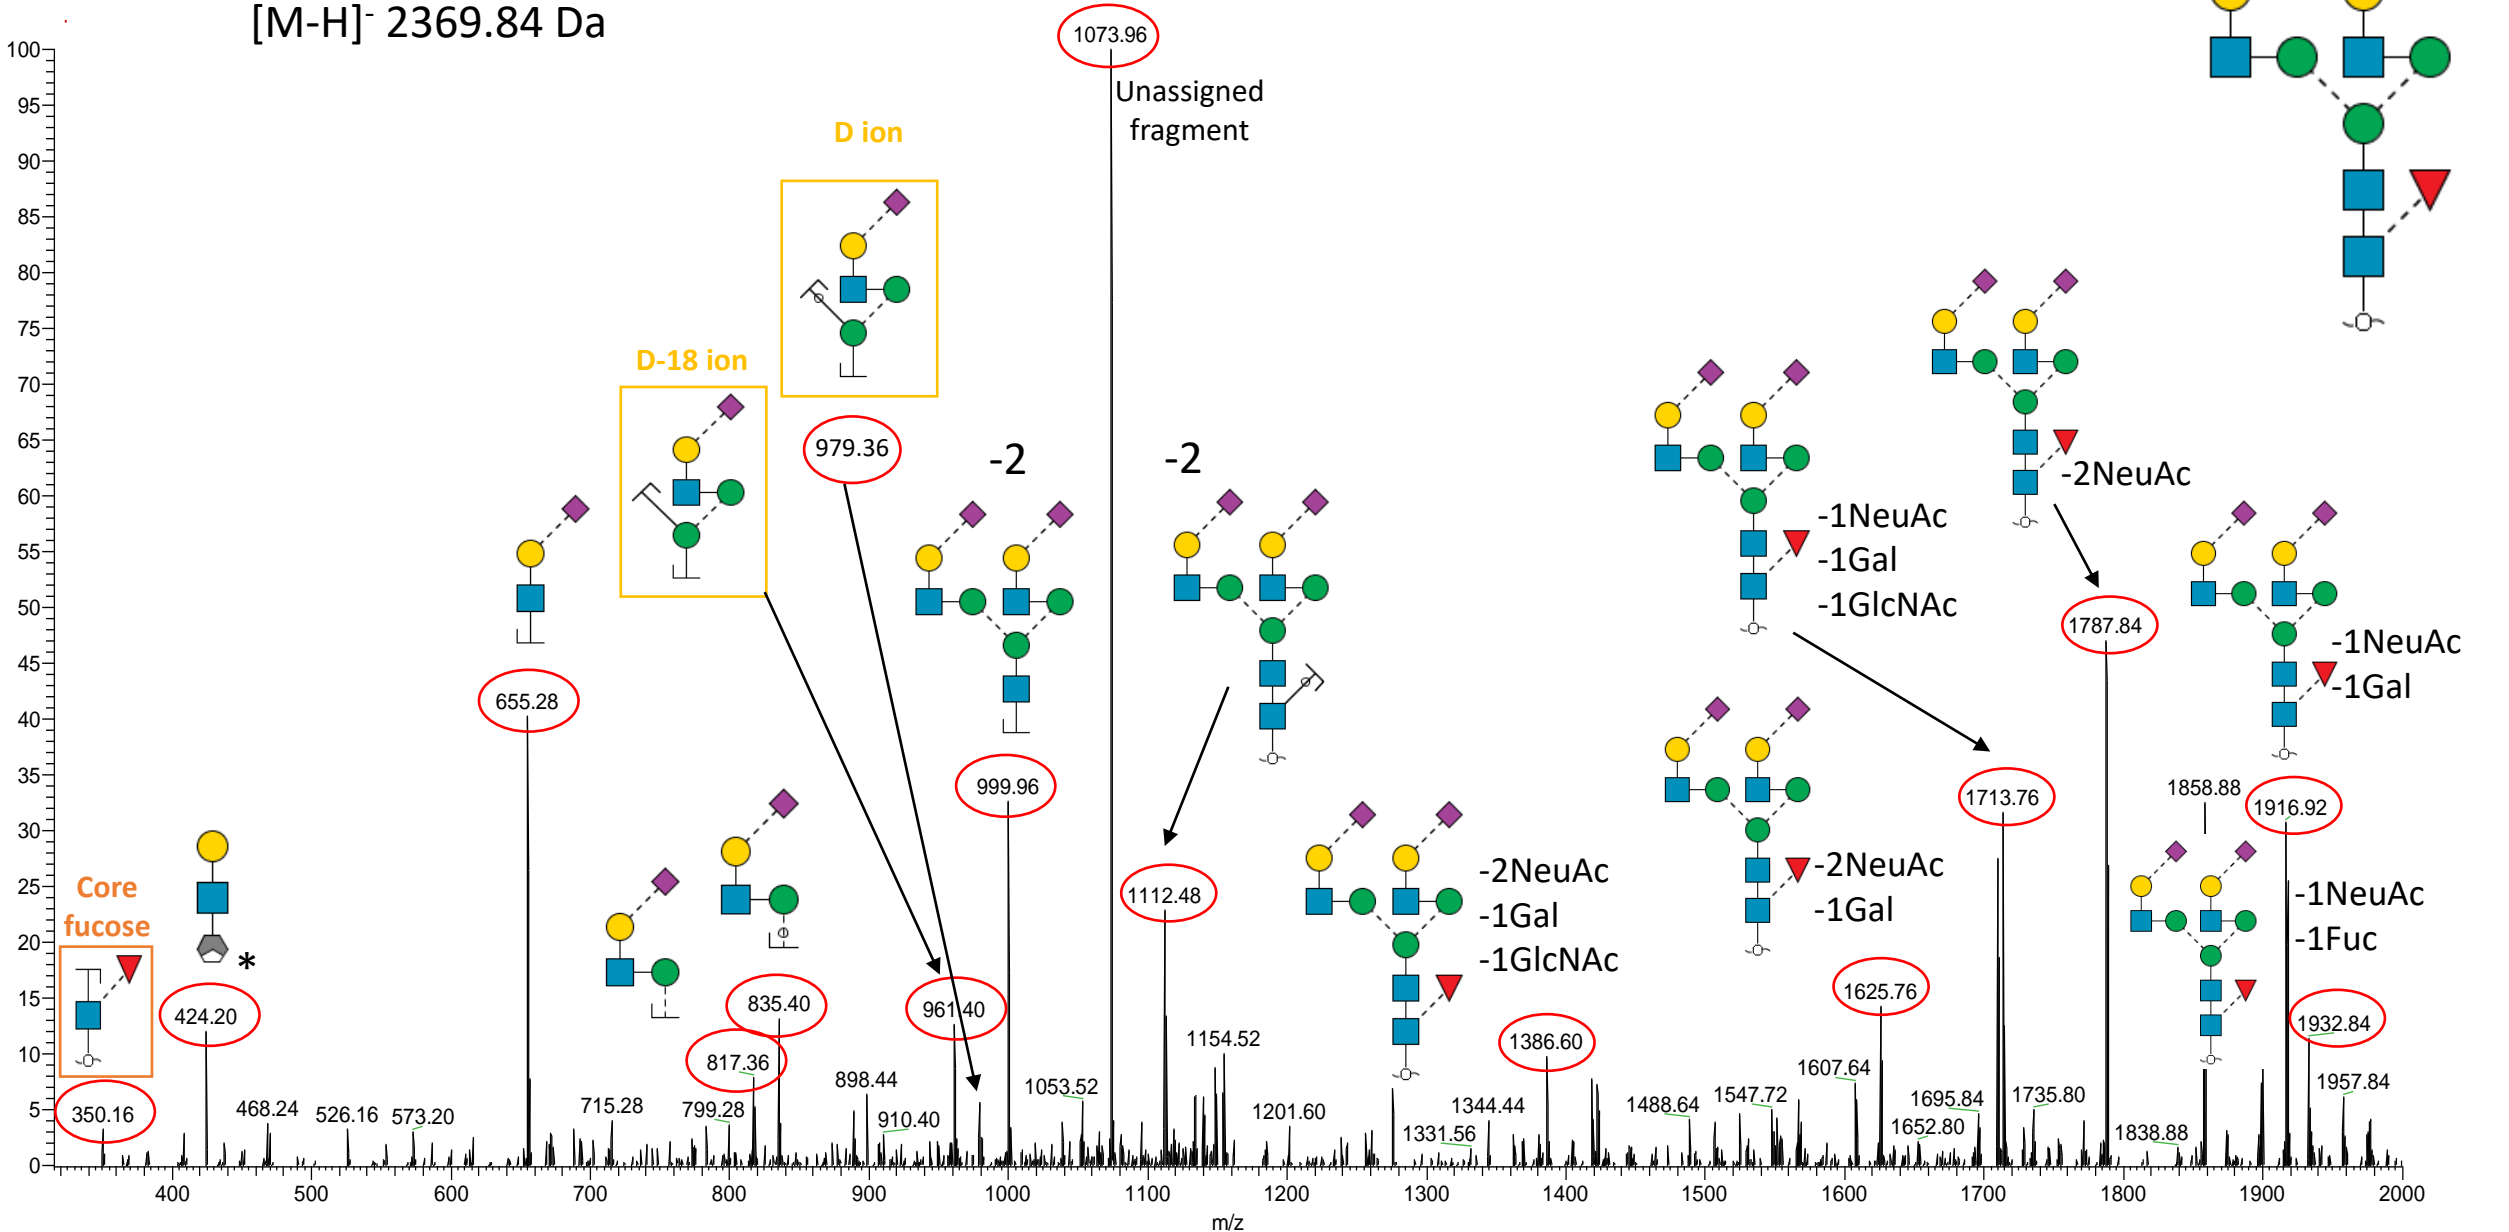 [M-H]⁻ 2369.84 Da
1073.96
Unassigned
fragment
D ion
D-18 ion
979.36
-2
-2
-1NeuAc
-1Gal
-1GlcNAc
-2NeuAc
1787.84
-1NeuAc
-1Gal
655.28
999.96
1713.76
1858.88
1916.92
Core
fucose
*
424.20
350.16
835.40
817.36
961.40
1112.48
-2NeuAc
-1Gal
-1GlcNAc
-2NeuAc
-1Gal
-1NeuAc
-1Fuc
1625.76
1932.84
1386.60
468.24
526.16
573.20
715.28
799.28
898.44
910.40
1053.52
1154.52
1201.60
1331.56
1344.44
1488.64
1547.72
1607.64
1652.80
1695.84
1735.80
1838.88
1957.84
100
95
90
85
80
75
70
65
60
55
50
45
40
35
30
25
20
15
10
5
0
400 500 600 700 800 900 1000 1100 1200 1300 1400 1500 1600 1700 1800 1900 2000
m/z